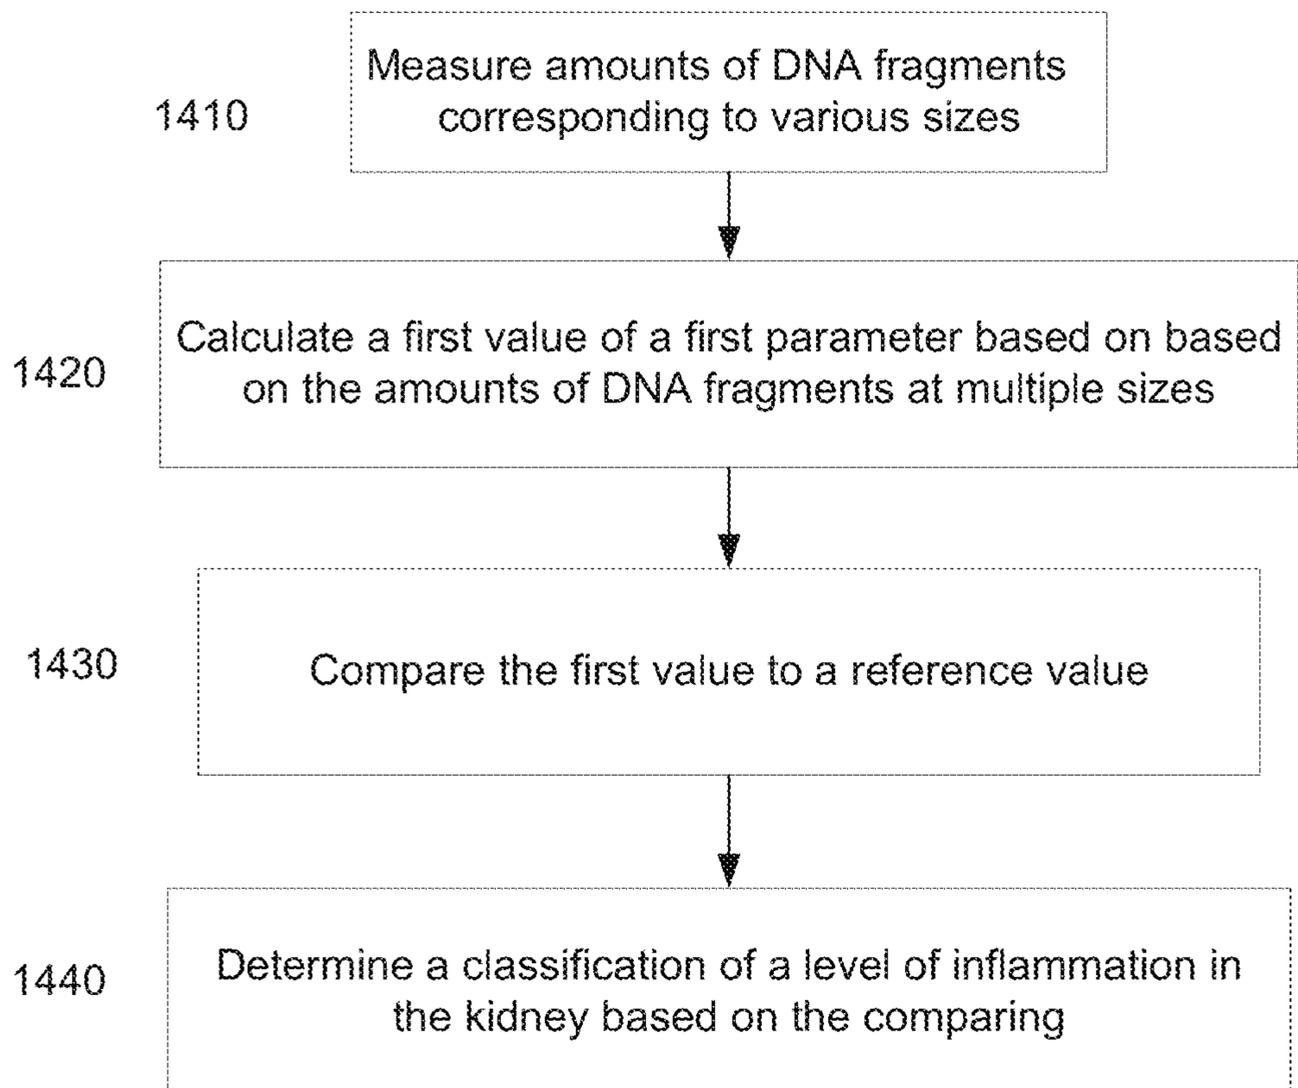 1410
Measure amounts of DNA fragments
corresponding to various sizes
1420
Calculate a first value of a first parameter based on based
on the amounts of DNA fragments at multiple sizes
1430
Compare the first value to a reference value
1440
Determine a classification of a level of inflammation in
the kidney based on the comparing